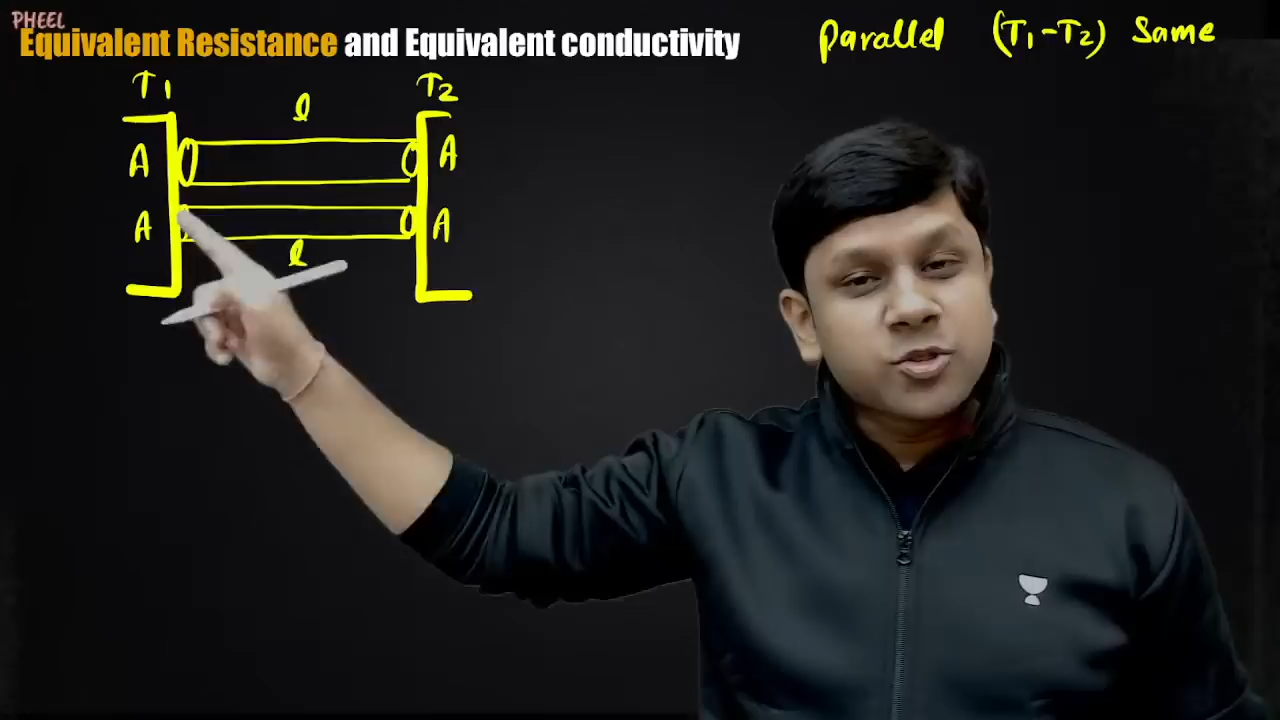 PHEEL
Equivalent Resistance and Equivalent conductivity
Parallel (T1-T2) Same
T1 T2
l
A A
A A
l